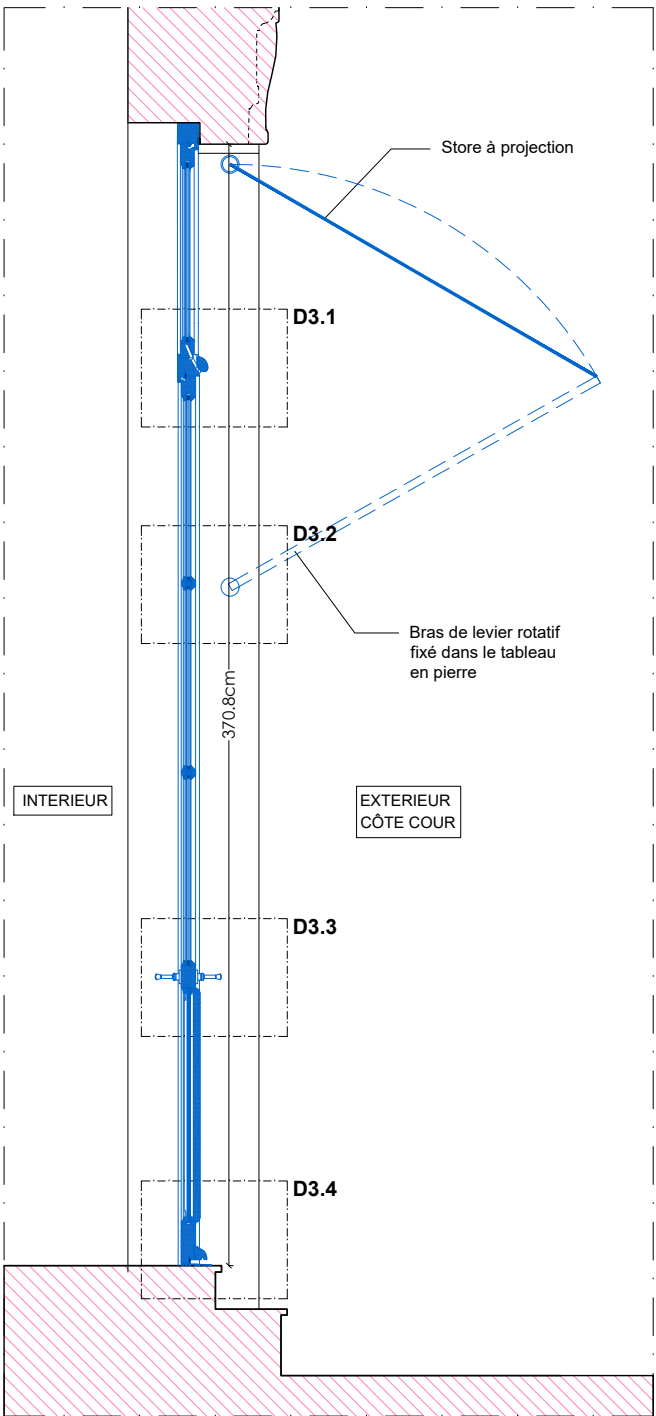 Store à projection
D3.1
D3.2
Bras de levier rotatif
fixé dans le tableau
en pierre
370.8cm
INTERIEUR
EXTERIEUR
CÔTE COUR
D3.3
D3.4